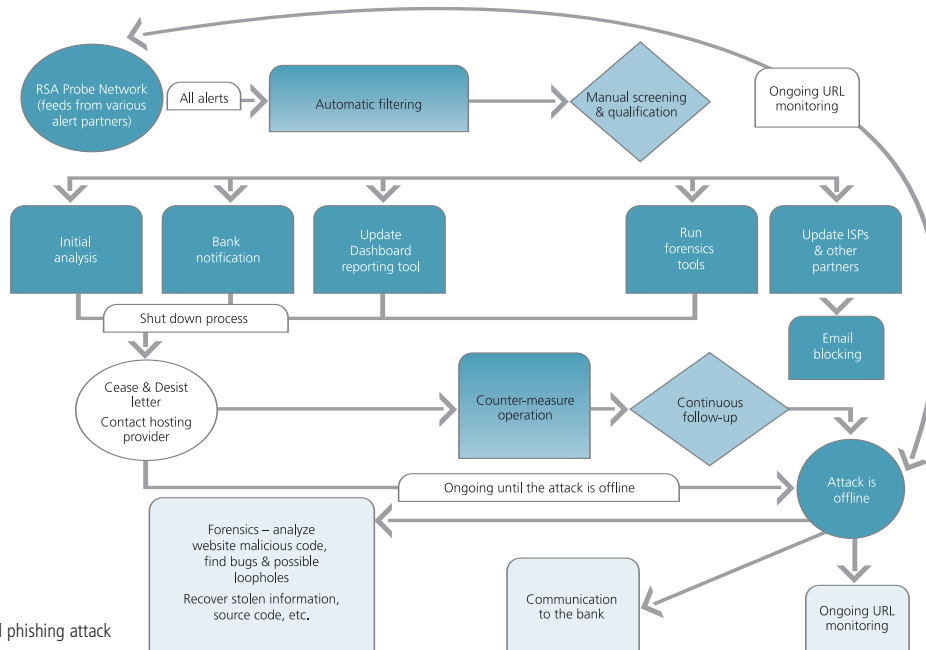 RSA Probe Network
(feeds from various
alert partners)
All alerts
Automatic filtering
Manual screening
& qualification
Ongoing URL
monitoring
Initial
analysis
Bank
notification
Update
Dashboard
reporting tool
Run
forensics
tools
Update ISPs
& other
partners
Shut down process
Email
blocking
Cease & Desist
letter
Contact hosting
provider
Counter-measure
operation
Continuous
follow-up
Ongoing until the attack is offline
Attack is
offline
Forensics – analyze
website malicious code,
find bugs & possible
loopholes
Recover stolen information,
source code, etc.
Communication
to the bank
Ongoing URL
monitoring
phishing attack